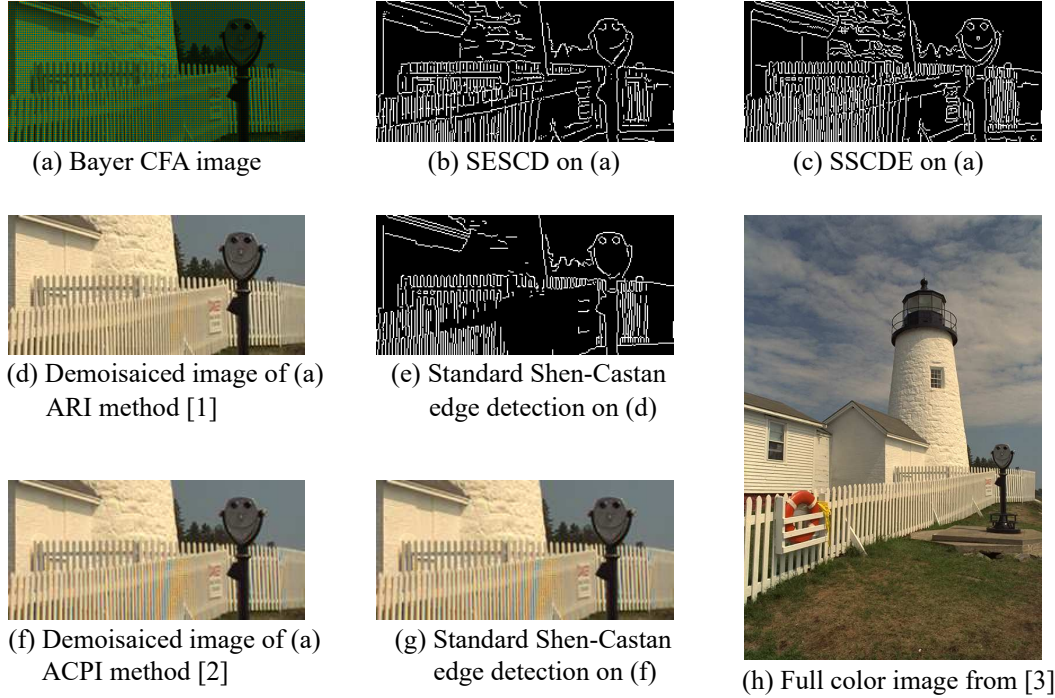 (a) Bayer CFA image
(b) SESCD on (a)
(c) SSCDE on (a)
(d) Demoisaiced image of (a)
ARI method [1]
(e) Standard Shen-Castan
edge detection on (d)
(f) Demoisaiced image of (a)
ACPI method [2]
(g) Standard Shen-Castan
edge detection on (f)
(h) Full color image from [3]